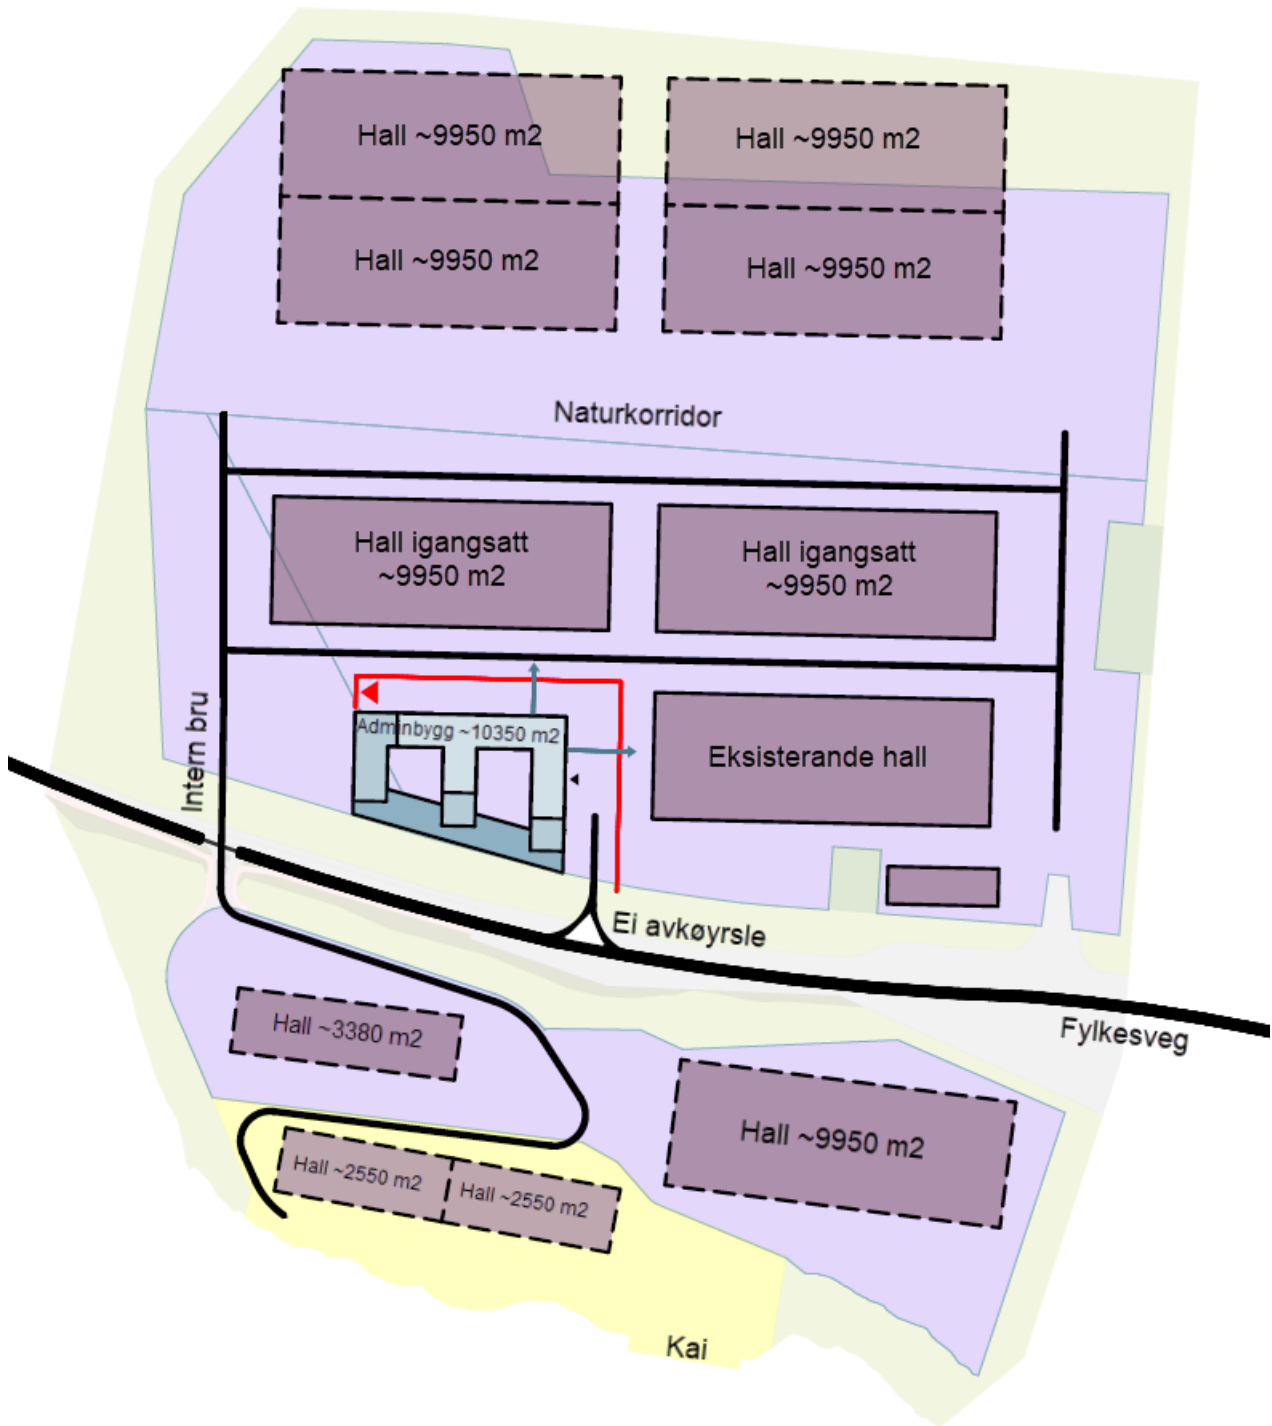 Hall ~9950 m2
Hall ~9950 m2
Hall ~9950 m2
Hall ~9950 m2
Naturkorridor
Hall igangsatt
~9950 m2
Hall igangsatt
~9950 m2
Intern bru
Adminbygg ~10350 m2
Eksisterande hall
Ei avkøyrsle
Fylkesveg
Hall ~3380 m2
Hall ~9950 m2
Hall ~2550 m2
Hall ~2550 m2
Kai